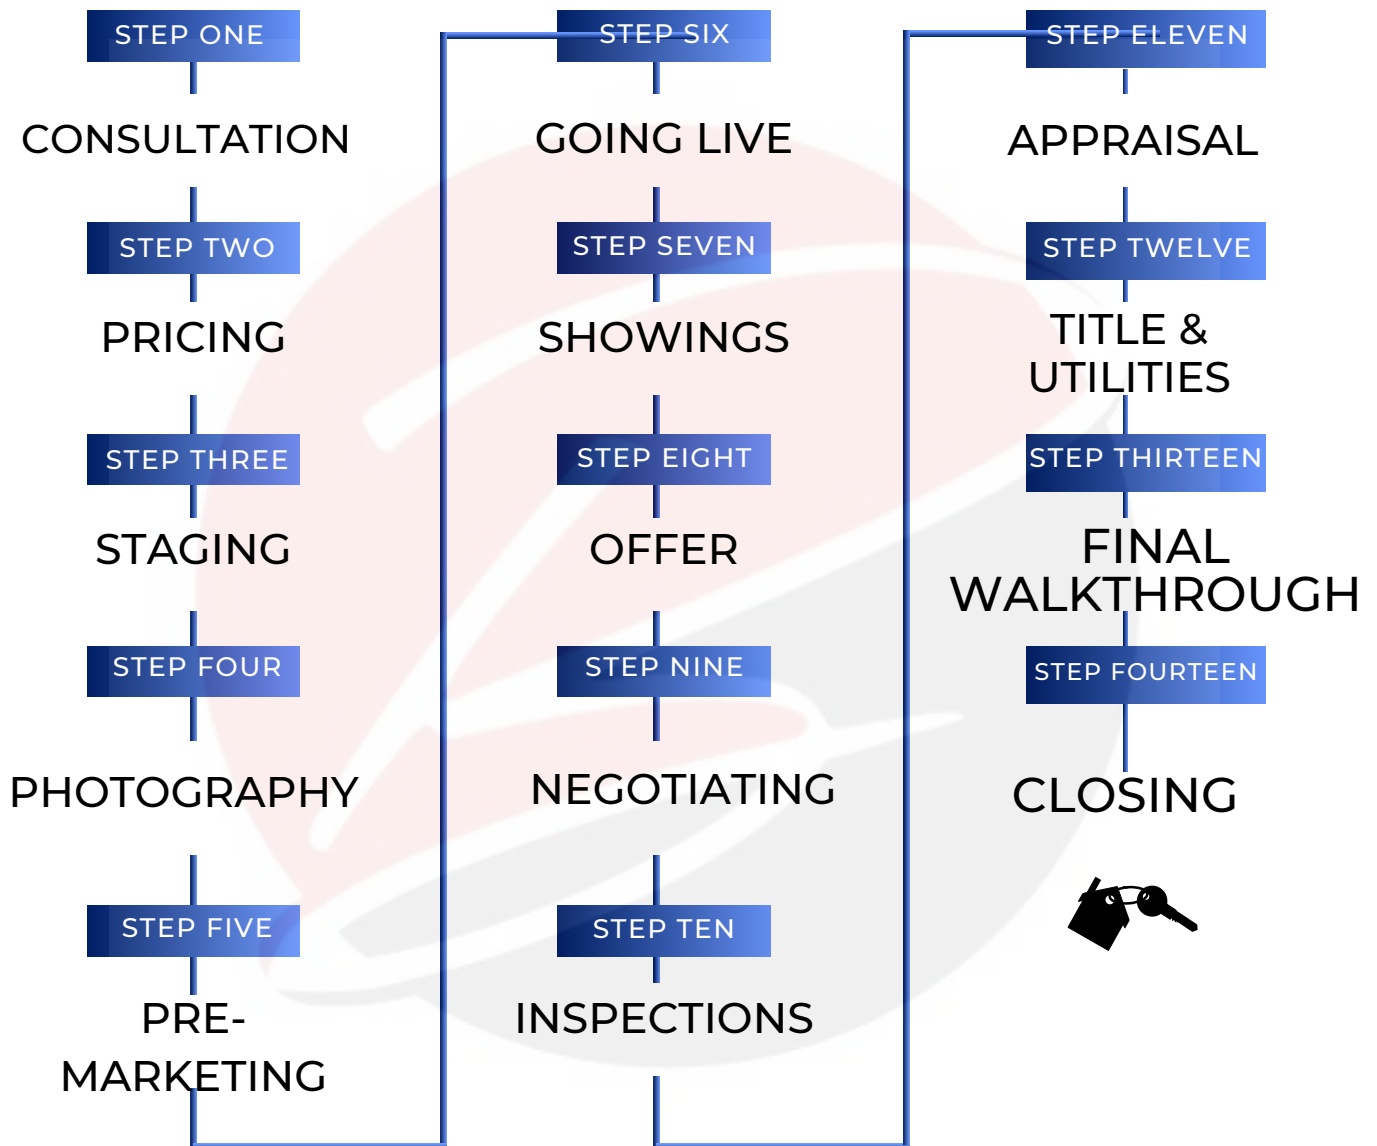 STEP ONE
CONSULTATION
STEP TWO
PRICING
STEP THREE
STAGING
STEP FOUR
PHOTOGRAPHY
STEP FIVE
PRE-
MARKETING
STEP SIX
GOING LIVE
STEP SEVEN
SHOWINGS
STEP EIGHT
OFFER
STEP NINE
NEGOTIATING
STEP TEN
INSPECTIONS
STEP ELEVEN
APPRAISAL
STEP TWELVE
TITLE &
UTILITIES
STEP THIRTEEN
FINAL
WALKTHROUGH
STEP FOURTEEN
CLOSING